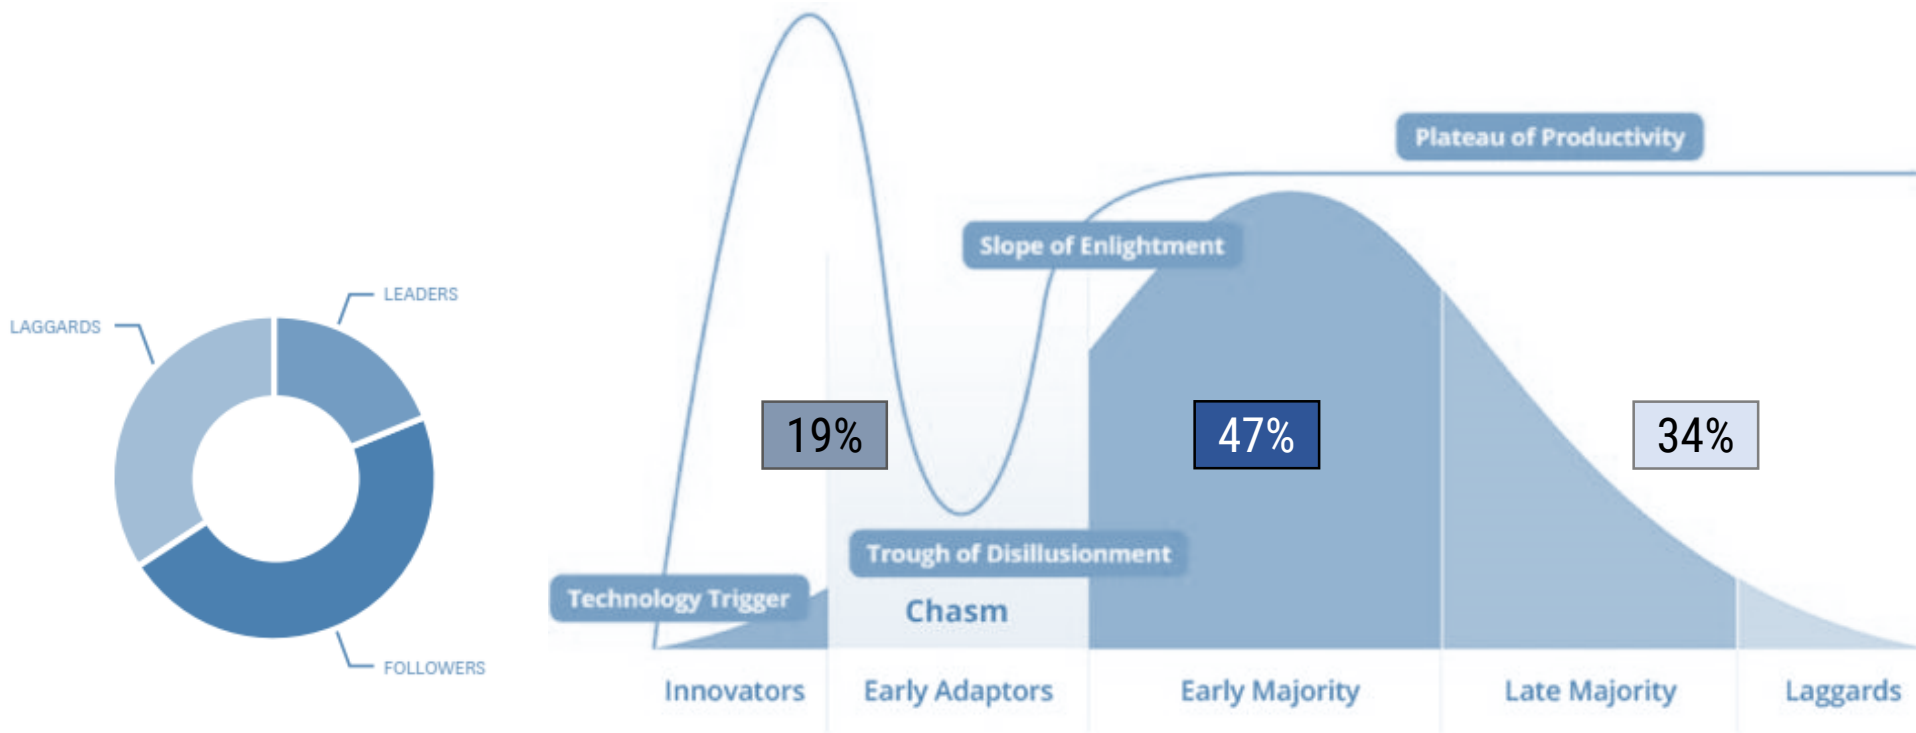 LEADERS
LAGGARDS
FOLLOWERS
Plateau of Productivity
Slope of Enlightment
19%
47%
34%
Trough of Disillusionment
Technology Trigger
Chasm
Innovators
Early Adaptors
Early Majority
Late Majority
Laggards